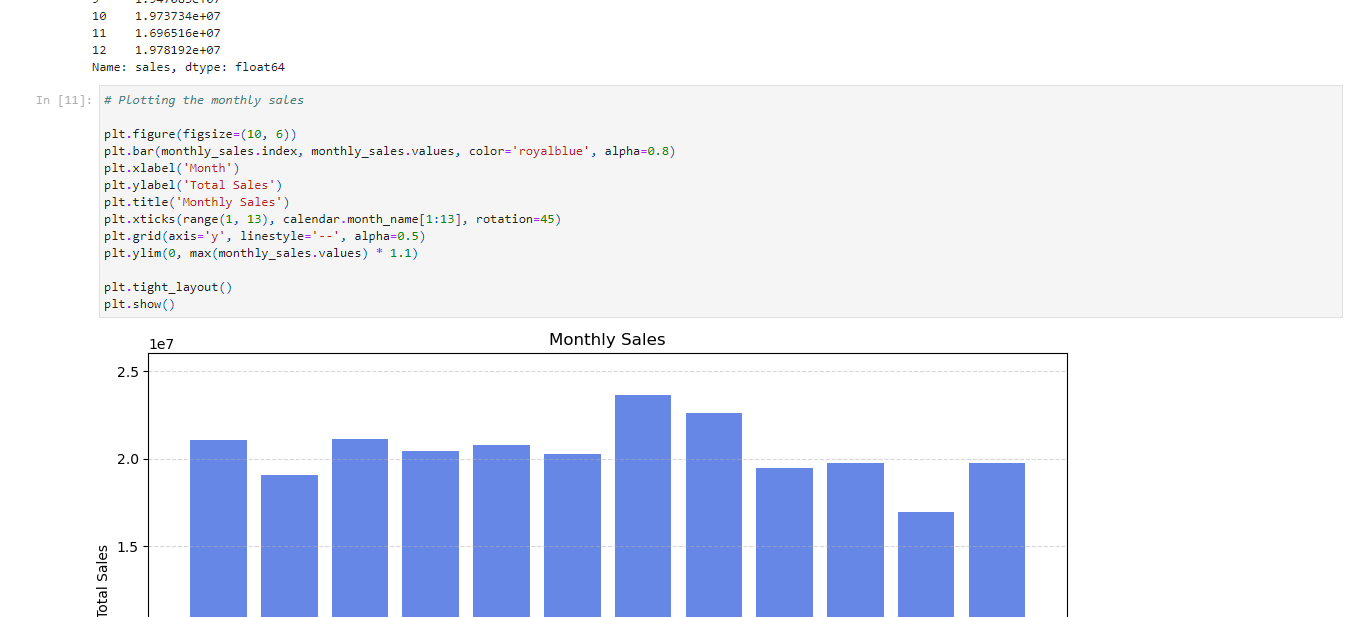 10    1.973734e+07
11    1.696516e+07
12    1.978192e+07
Name: sales, dtype: float64
In [11]:
# Plotting the monthly sales
plt.figure(figsize=(10, 6))
plt.bar(monthly_sales.index, monthly_sales.values, color='royalblue', alpha=0.8)
plt.xlabel('Month')
plt.ylabel('Total Sales')
plt.title('Monthly Sales')
plt.xticks(range(1, 13), calendar.month_name[1:13], rotation=45)
plt.grid(axis='y', linestyle='--', alpha=0.5)
plt.ylim(0, max(monthly_sales.values) * 1.1)
plt.tight_layout()
plt.show()
Monthly Sales
1e7
2.5
2.0
1.5
Total Sales